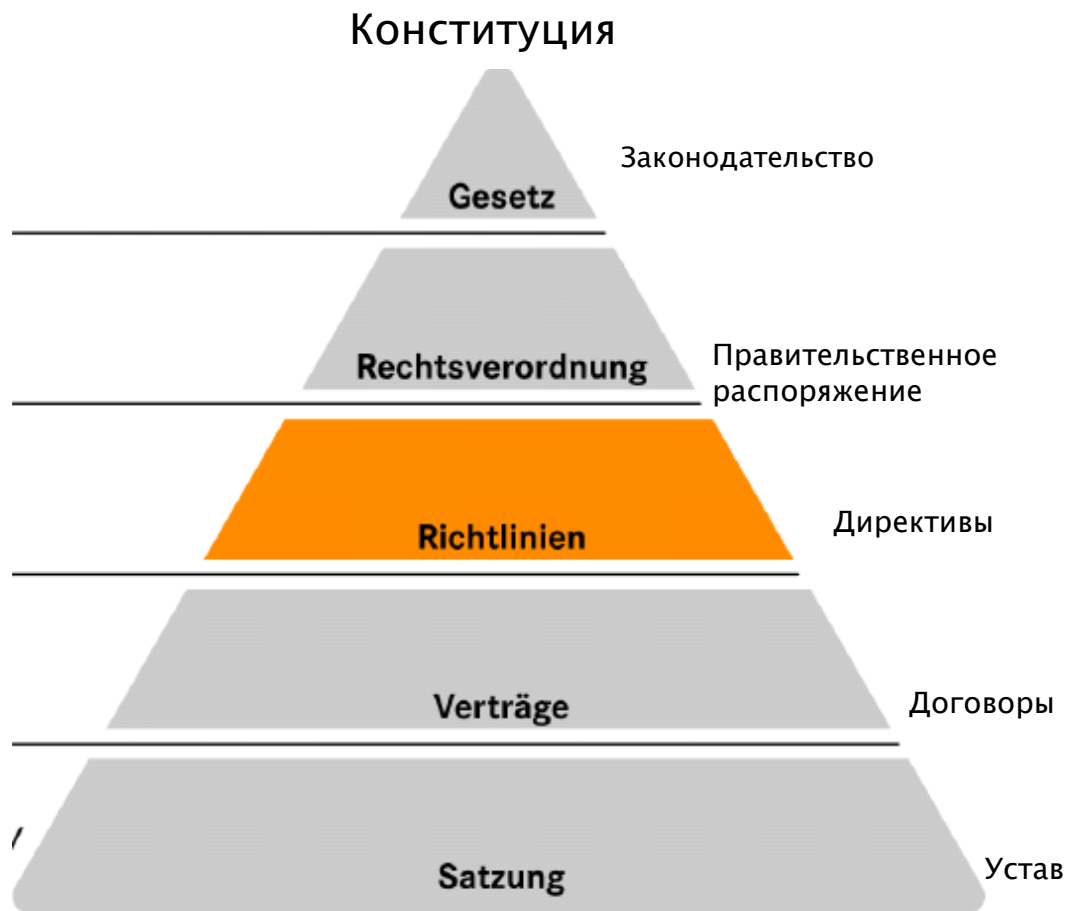 Конституция
Законодательство
Gesetz
Правительственное
распоряжение
Rechtsverordnung
Директивы
Richtlinien
Договоры
Verträge
Устав
Satzung